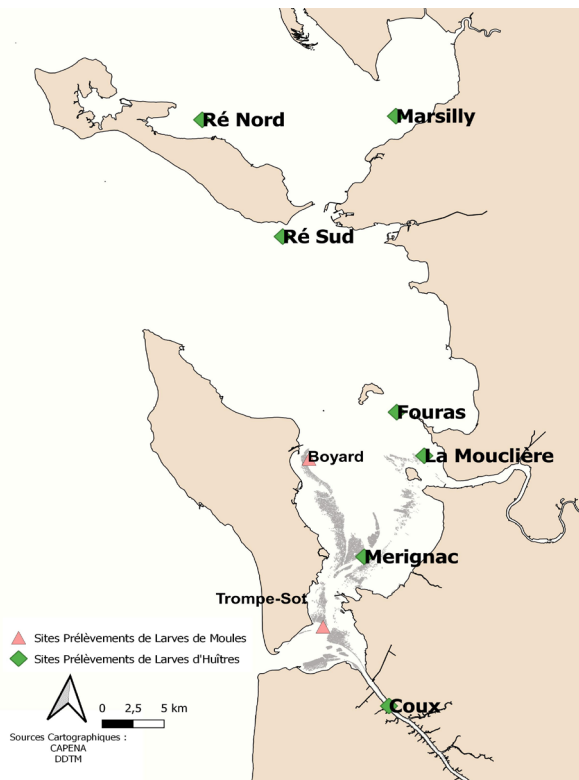 Ré Nord
Marsilly
Ré Sud
Fouras
Boyard
La Mouclière
Merignac
Trompe-Sot
Sites Prélèvements de Larves de Moules
Sites Prélèvements de Larves d'Huîtres
0 2,5 5 km
Coux
Sources Cartographiques :
CAPENA
DDTM